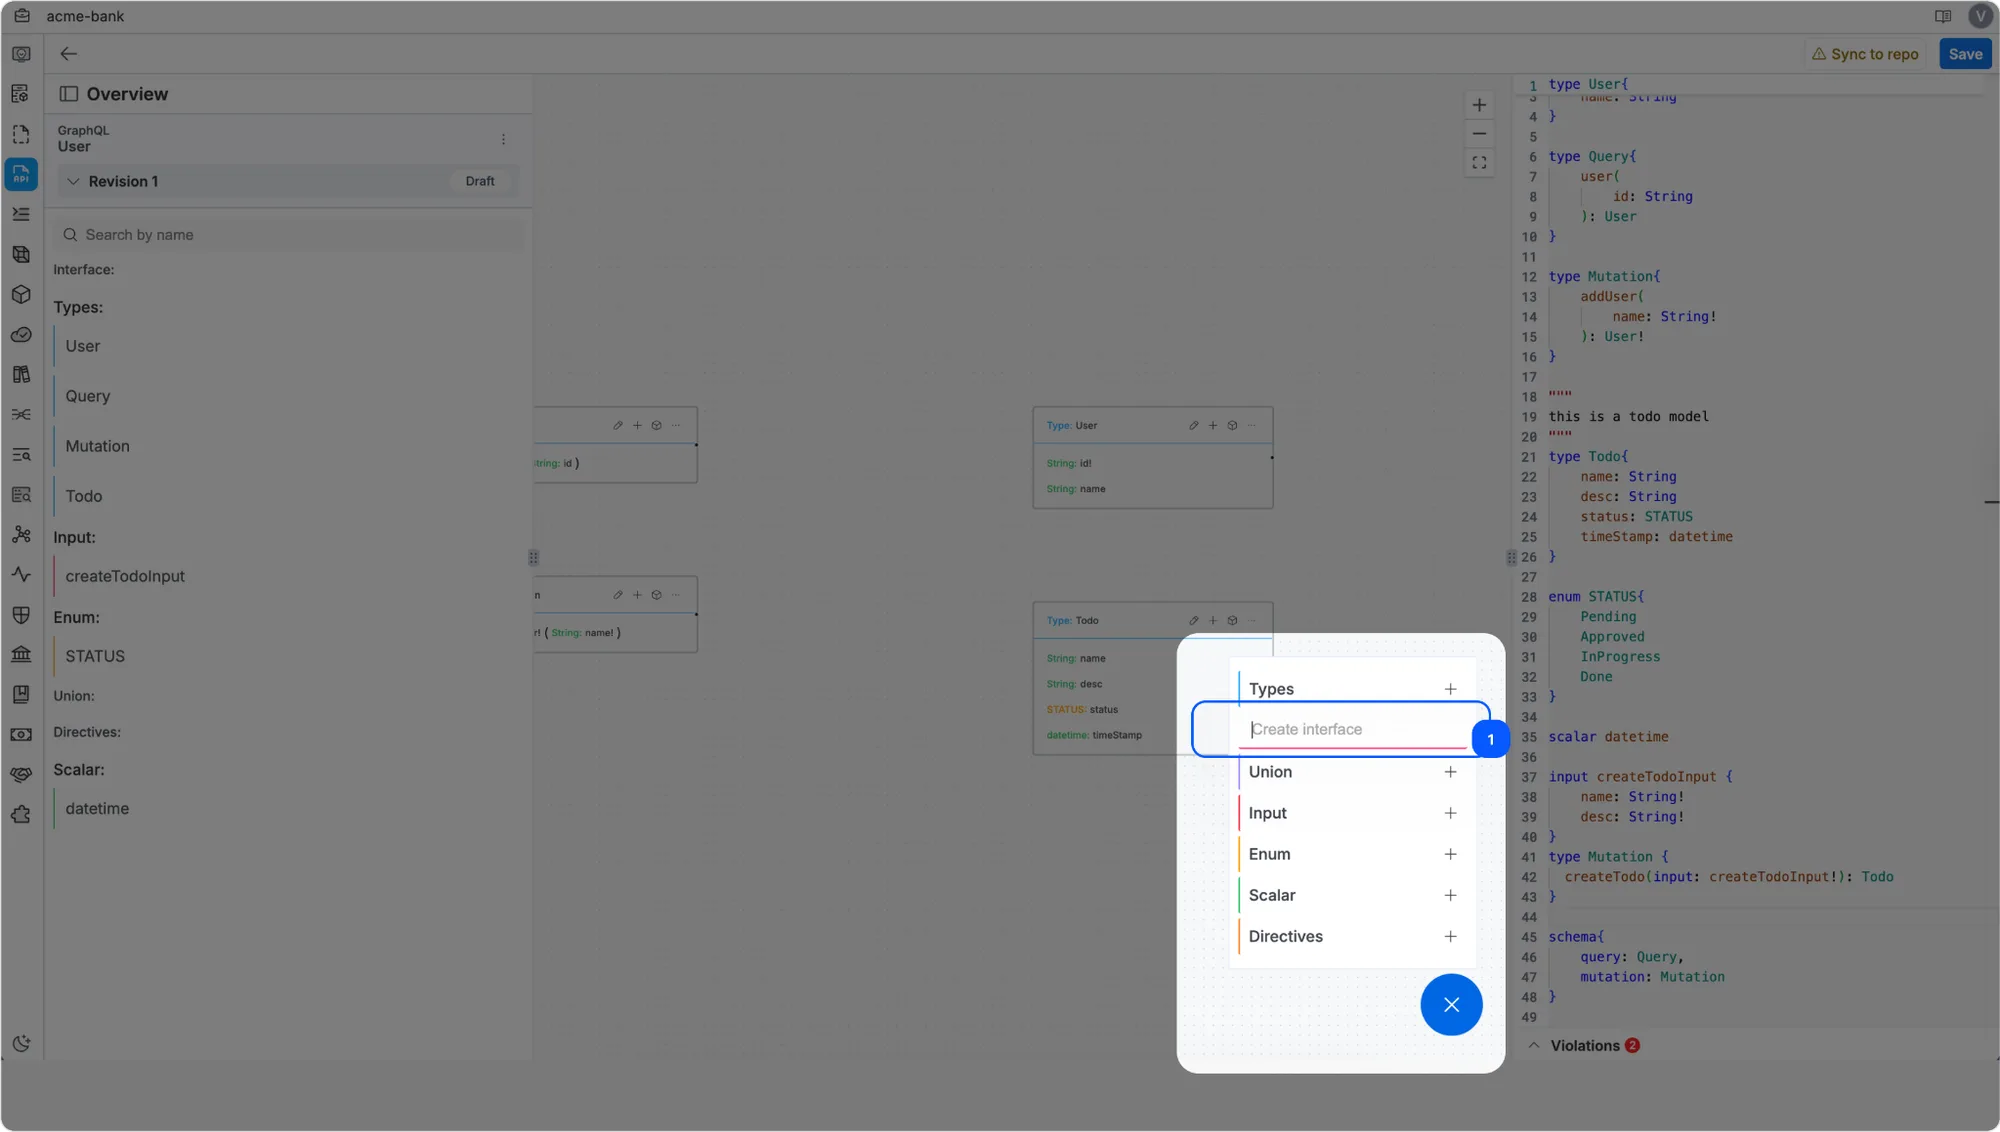 acme-bank
V
Sync to repo
Save
Overview
GraphQL
User
Revision 1
Draft
Search by name
Interface:
Types:
User
Query
Mutation
Todo
Input:
createTodoInput
Enum:
STATUS
Union:
Directives:
Scalar:
datetime
API
String: id )
n
r! ( String: name! )
Type: User
String: id!
String: name
Type: Todo
String: name
String: desc
STATUS: status
datetime: timeStamp
Types
Create interface
1
Union
Input
Enum
Scalar
Directives
1 type User{
3 name: String
4 }
5
6 type Query{
7 user(
8 id: String
9 ): User
10 }
11
12 type Mutation{
13 addUser(
14 name: String!
15 ): User!
16 }
17
18 """
19 this is a todo model
20 """
21 type Todo{
22 name: String
23 desc: String
24 status: STATUS
25 timeStamp: datetime
26 }
27
28 enum STATUS{
29 Pending
30 Approved
31 InProgress
32 Done
33 }
34
35 scalar datetime
36
37 input createTodoInput {
38 name: String!
39 desc: String!
40 }
41 type Mutation {
42 createTodo(input: createTodoInput!): Todo
43 }
44
45 schema{
46 query: Query,
47 mutation: Mutation
48 }
49
Violations 2